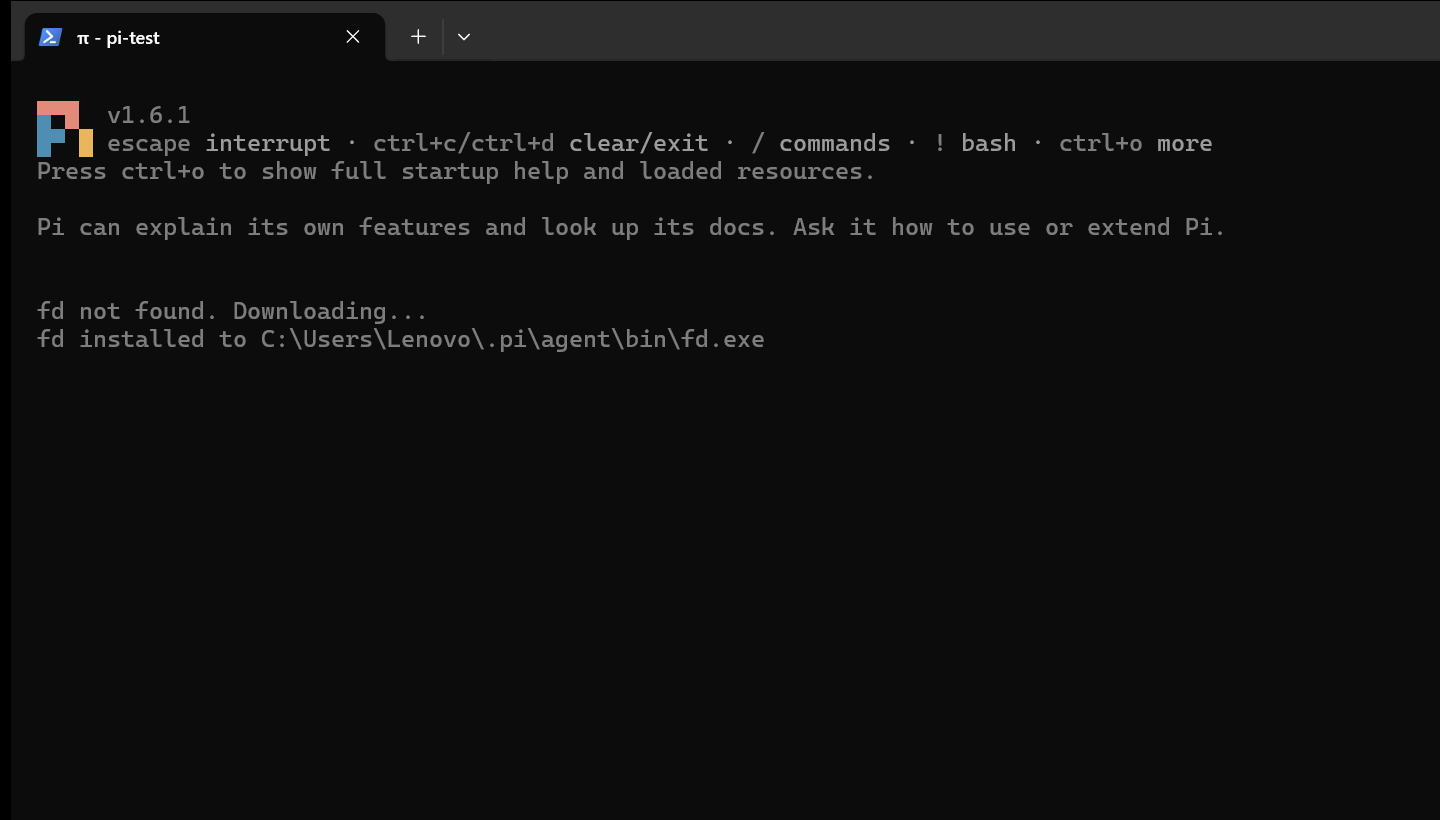 π - pi-test
v1.6.1
escape interrupt · ctrl+c/ctrl+d clear/exit · / commands · ! bash · ctrl+o more
Press ctrl+o to show full startup help and loaded resources.
Pi can explain its own features and look up its docs. Ask it how to use or extend Pi.
fd not found. Downloading...
fd installed to C:\Users\Lenovo\.pi\agent\bin\fd.exe